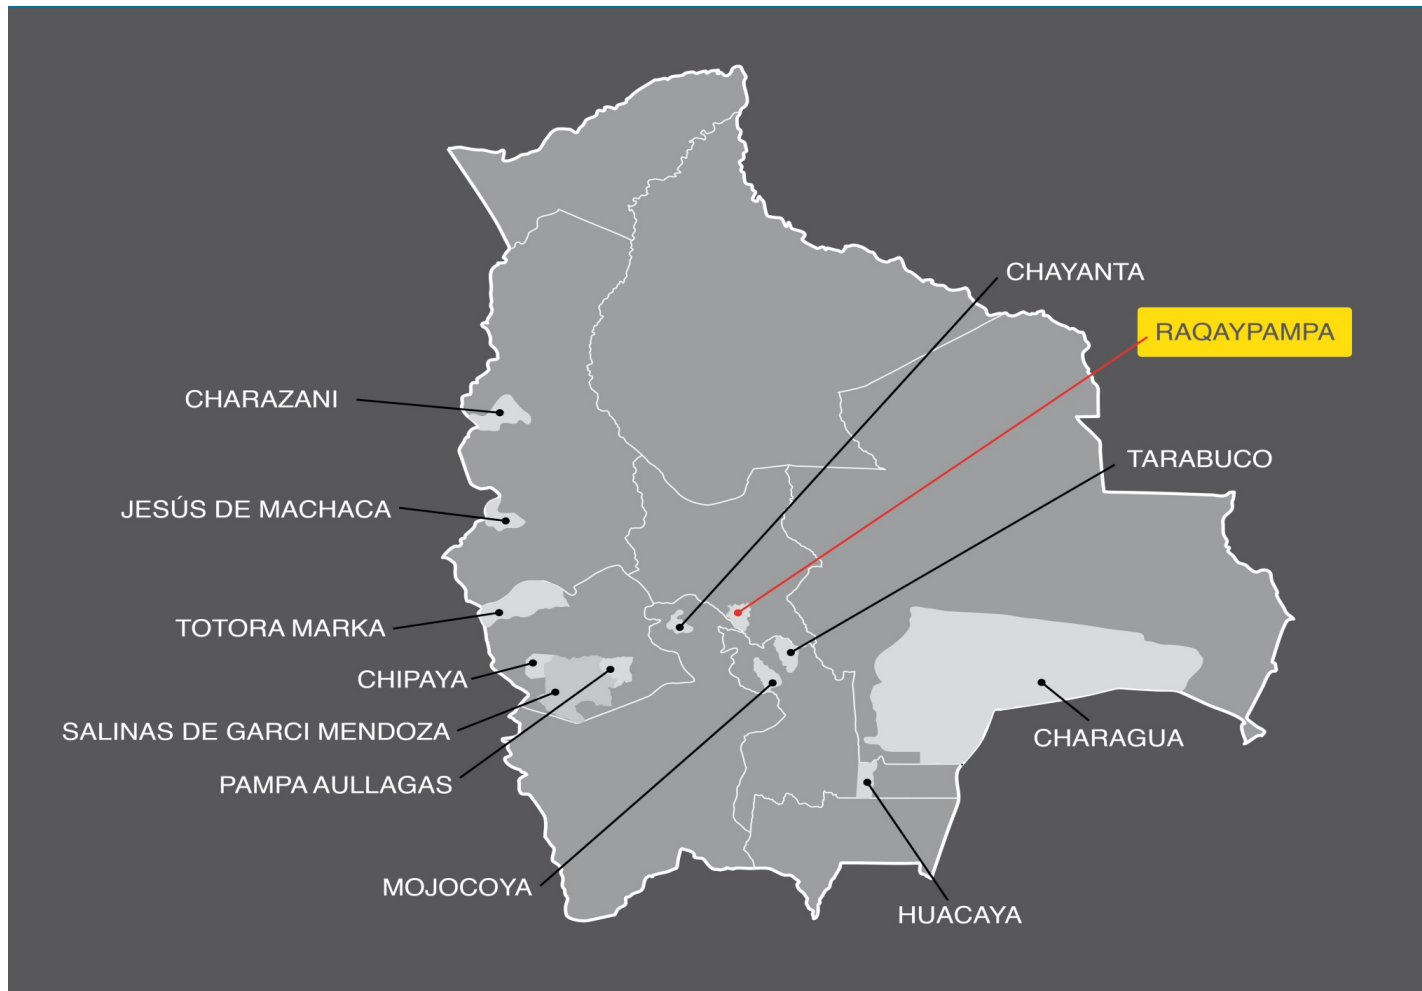 CHAYANTA
RAQAYPAMPA
CHARAZANI
TARABUCO
JESÚS DE MACHACA
TOTORA MARKA
CHIPAYA
SALINAS DE GARCI MENDOZA
CHARAGUA
PAMPA AULLAGAS
MOJOCOYA
HUACAYA